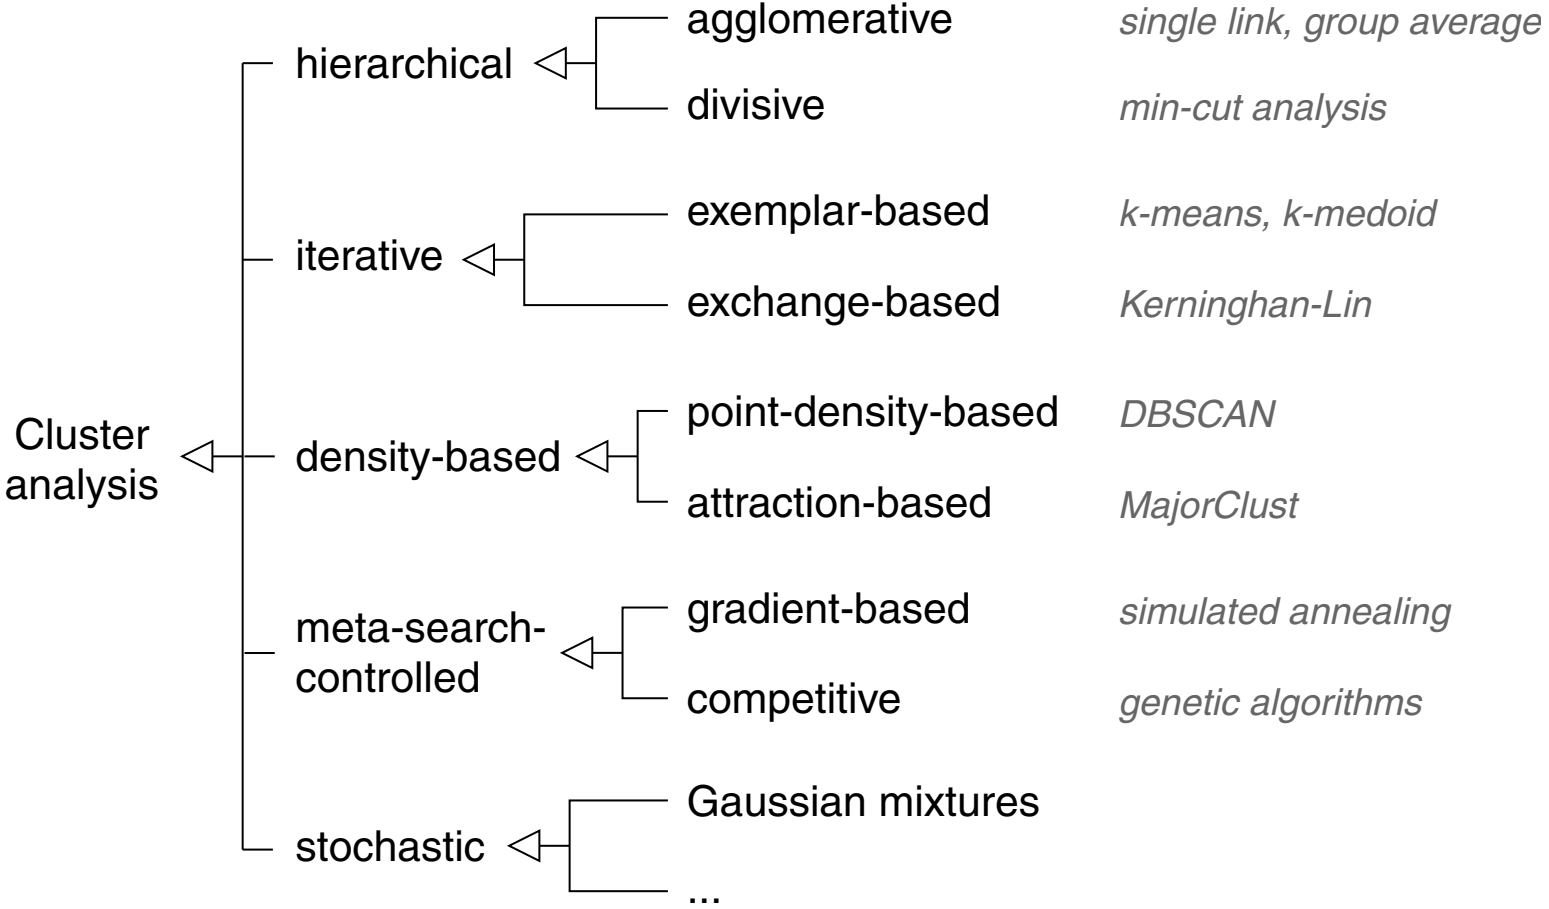 agglomerative single link, group average
hierarchical
divisive min-cut analysis
exemplar-based k-means, k-medoid
iterative
exchange-based Kerninghan-Lin
point-density-based DBSCAN
Cluster
analysis
density-based
attraction-based MajorClust
gradient-based simulated annealing
meta-search-
controlled
competitive genetic algorithms
Gaussian mixtures
stochastic
...